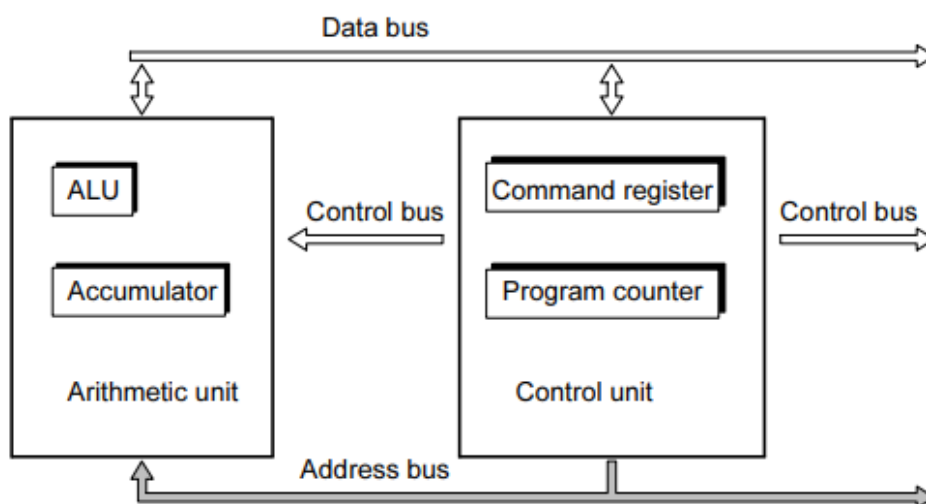 Data bus
ALU
Command register
Control bus
Control bus
Accumulator
Program counter
Arithmetic unit
Control unit
Address bus